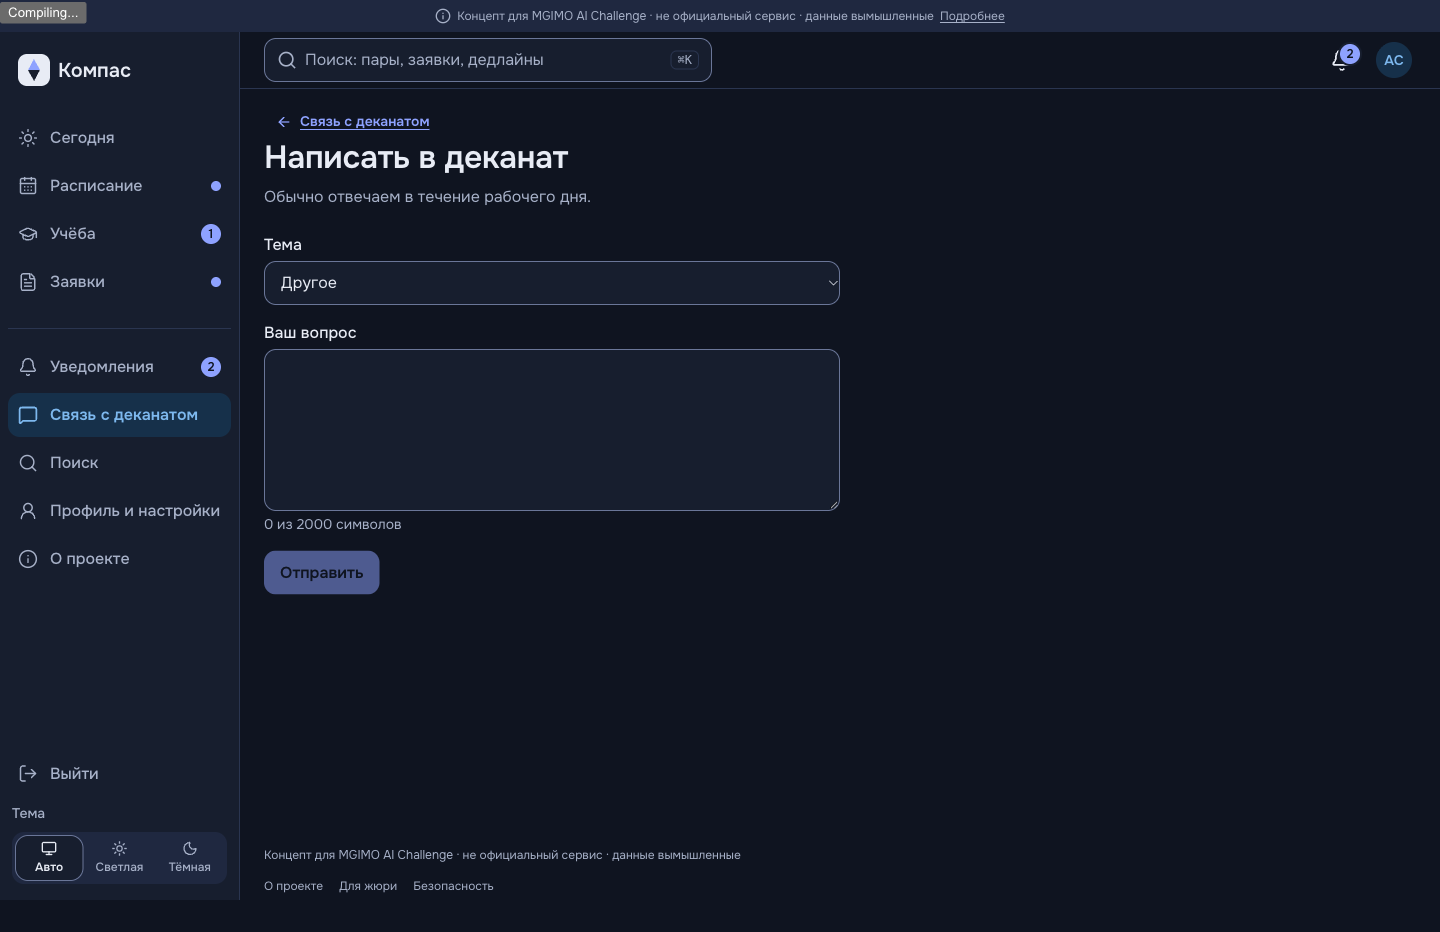 Compiling...
Концепт для MGIMO AI Challenge · не официальный сервис · данные вымышленные Подробнее
Компас
Поиск: пары, заявки, дедлайны ⌘K
2
АС
Сегодня
Расписание
Учёба 1
Заявки
Уведомления 2
Связь с деканатом
Поиск
Профиль и настройки
О проекте
Выйти
Тема
Авто
Светлая
Тёмная
Связь с деканатом
Написать в деканат
Обычно отвечаем в течение рабочего дня.
Тема
Другое
Ваш вопрос
0 из 2000 символов
Отправить
Концепт для MGIMO AI Challenge · не официальный сервис · данные вымышленные
О проекте Для жюри Безопасность